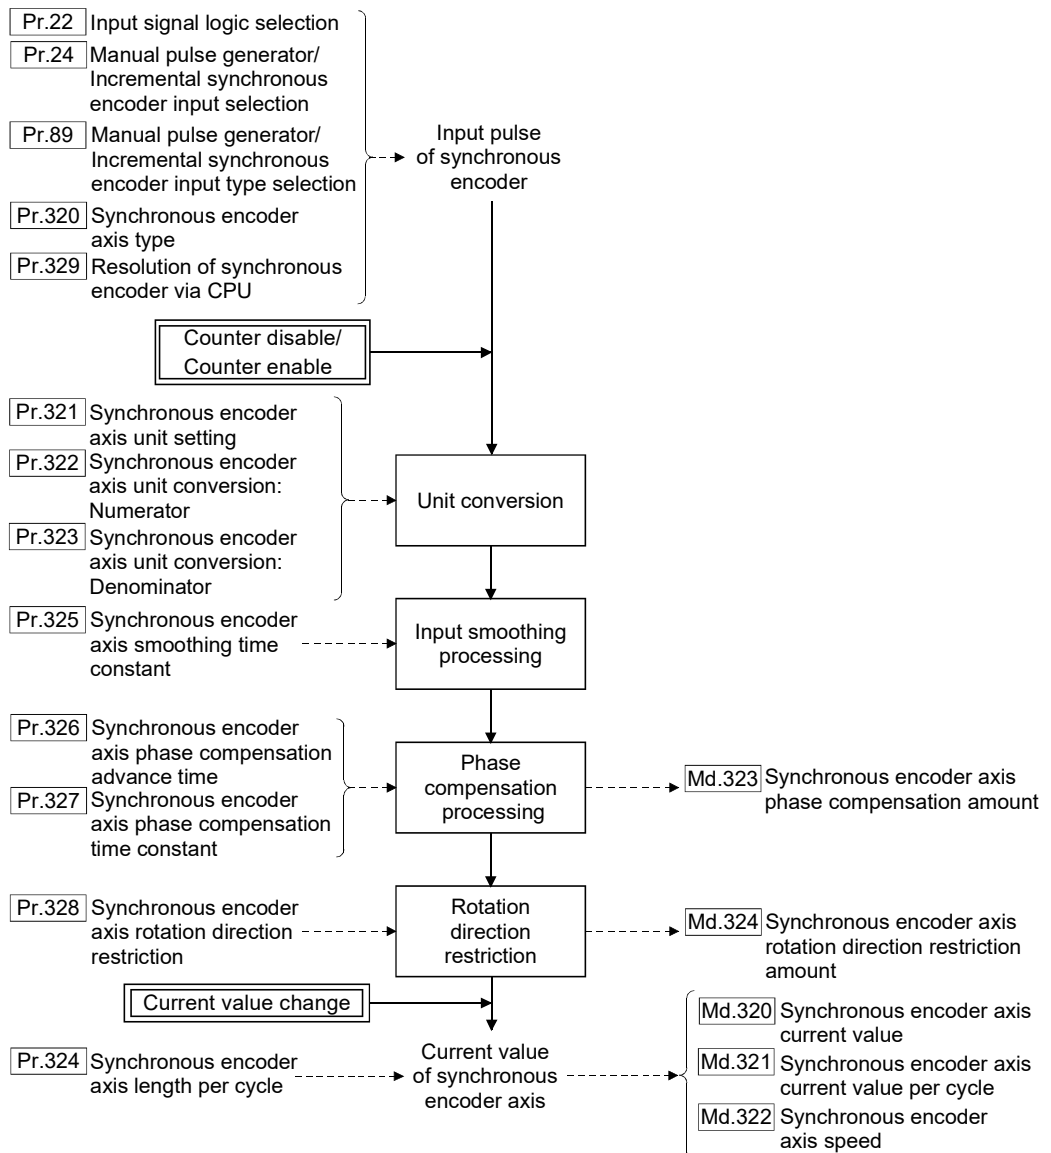 Pr.22 Input signal logic selection
Pr.24 Manual pulse generator/
Incremental synchronous
encoder input selection
Pr.89 Manual pulse generator/
Incremental synchronous
encoder input type selection
Pr.320 Synchronous encoder
axis type
Pr.329 Resolution of synchronous
encoder via CPU
Input pulse
of synchronous
encoder
Counter disable/
Counter enable
Pr.321 Synchronous encoder
axis unit setting
Pr.322 Synchronous encoder
axis unit conversion:
Numerator
Pr.323 Synchronous encoder
axis unit conversion:
Denominator
Unit conversion
Pr.325 Synchronous encoder
axis smoothing time
constant
Input smoothing
processing
Pr.326 Synchronous encoder
axis phase compensation
advance time
Pr.327 Synchronous encoder
axis phase compensation
time constant
Phase
compensation
processing
Md.323 Synchronous encoder axis
phase compensation amount
Pr.328 Synchronous encoder
axis rotation direction
restriction
Rotation
direction
restriction
Md.324 Synchronous encoder axis
rotation direction restriction
amount
Current value change
Pr.324 Synchronous encoder
axis length per cycle
Current value
of synchronous
encoder axis
Md.320 Synchronous encoder axis
current value
Md.321 Synchronous encoder axis
current value per cycle
Md.322 Synchronous encoder
axis speed